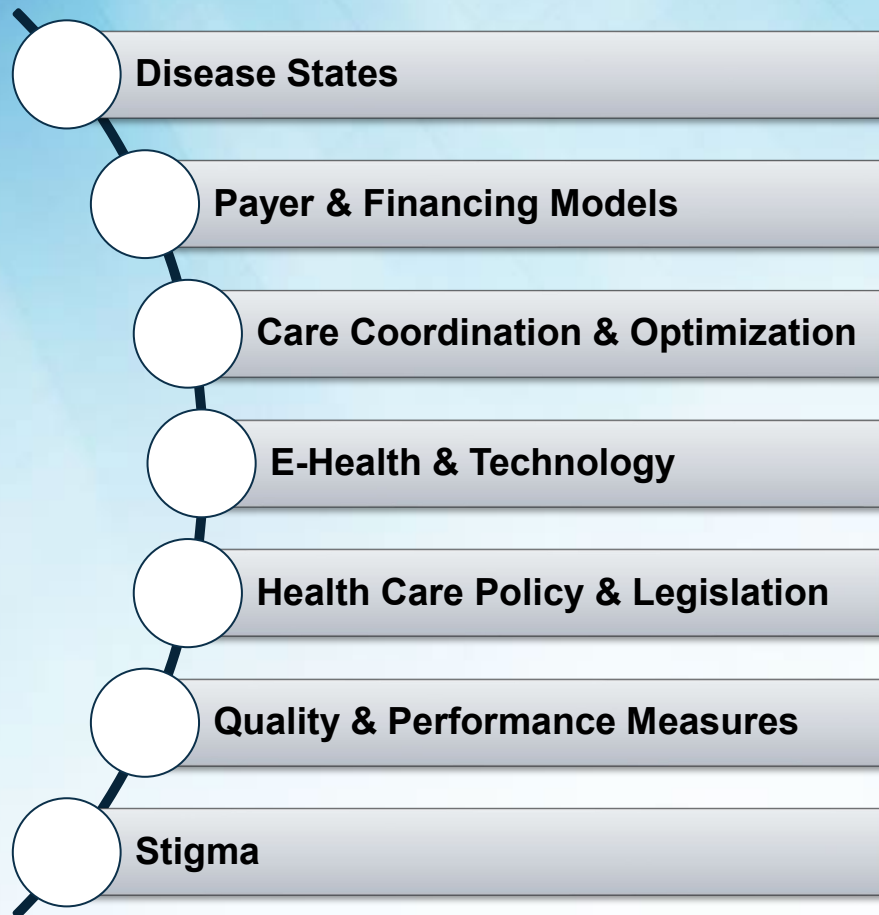 Disease States
Payer & Financing Models
Care Coordination & Optimization
E-Health & Technology
Health Care Policy & Legislation
Quality & Performance Measures
Stigma